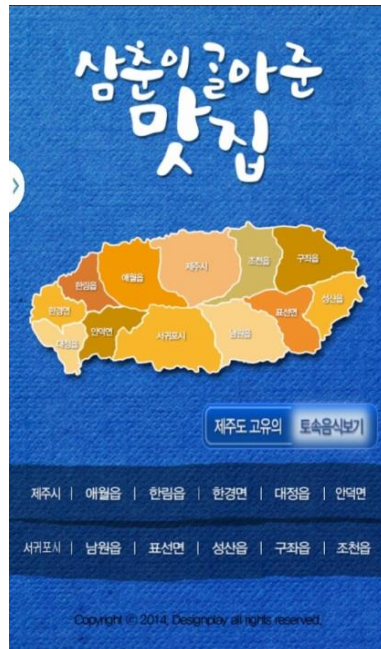 삼춘이 골아 준
맛집
제주시
조천읍
구좌읍
애월읍
한림읍
성산읍
한경면
표선면
안덕면
서귀포시
남원읍
대정읍
제주도 고유의 토속음식보기
제주시 | 애월읍 | 한림읍 | 한경면 | 대정읍 | 안덕면
서귀포시 | 남원읍 | 표선면 | 성산읍 | 구좌읍 | 조천읍
Copyright © 2014, Designplay all rights reserved.